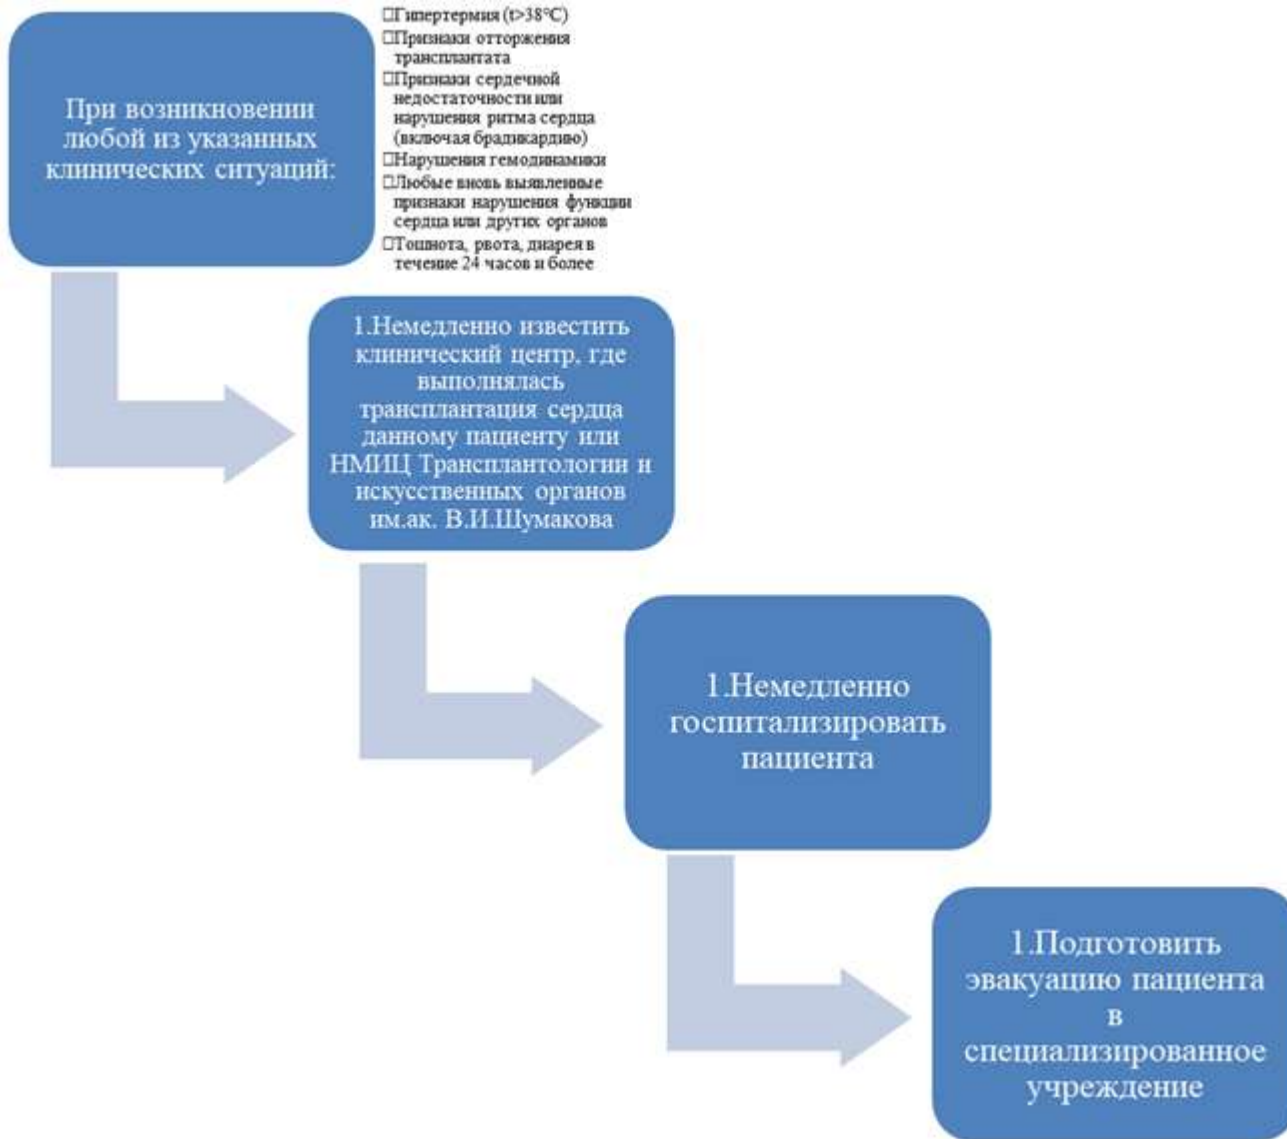 При возникновении
любой из указанных
клинических ситуаций:
□Гипертермия (t>38°C)
□Признаки отторжения
трансплантата
□Признаки сердечной
недостаточности или
нарушения ритма сердца
(включая брадикардию)
□Нарушения гемодинамики
□Любые вновь выявленные
признаки нарушения функции
сердца или других органов
□Тошнота, рвота, диарея в
течение 24 часов и более
1.Немедленно известить
клинический центр, где
выполнялась
трансплантация сердца
данному пациенту или
НМИЦ Трансплантологии и
искусственных органов
им.ак. В.И.Шумакова
1.Немедленно
госпитализировать
пациента
1.Подготовить
эвакуацию пациента
в
специализированное
учреждение